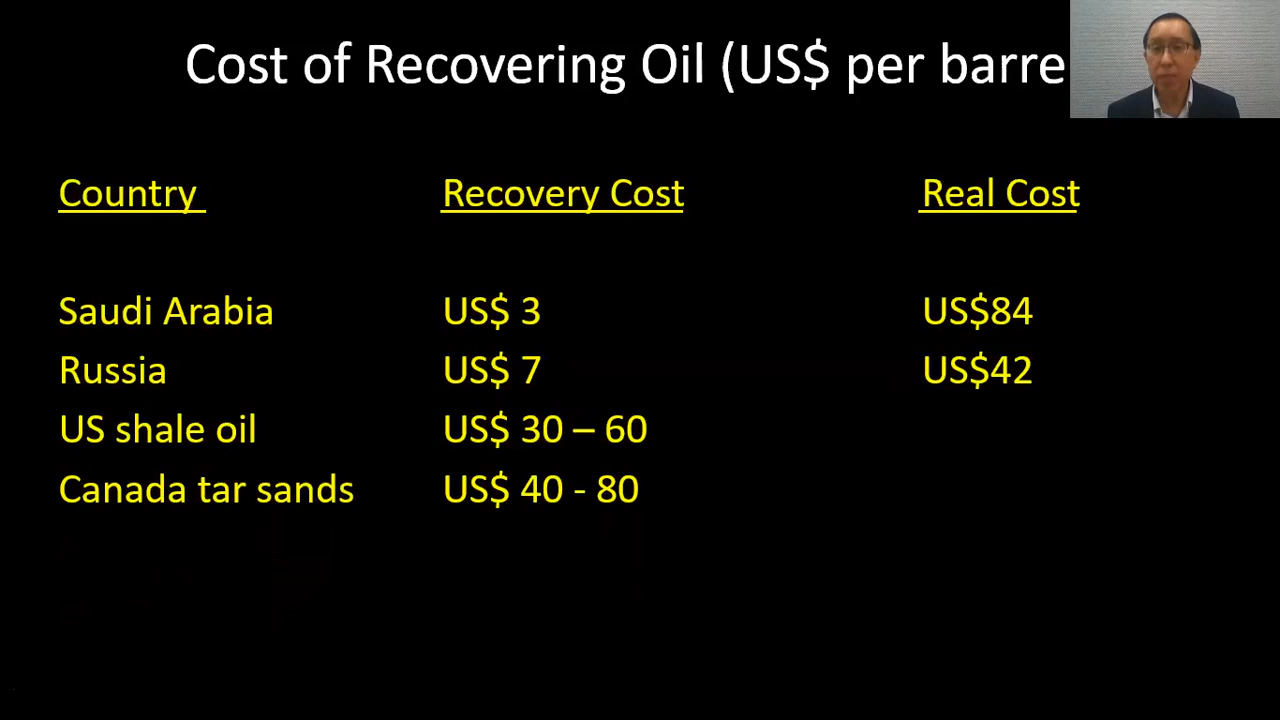 Cost of Recovering Oil (US$ per barre
Country Recovery Cost Real Cost
Saudi Arabia US$ 3 US$84
Russia US$ 7 US$42
US shale oil US$ 30 – 60
Canada tar sands US$ 40 - 80